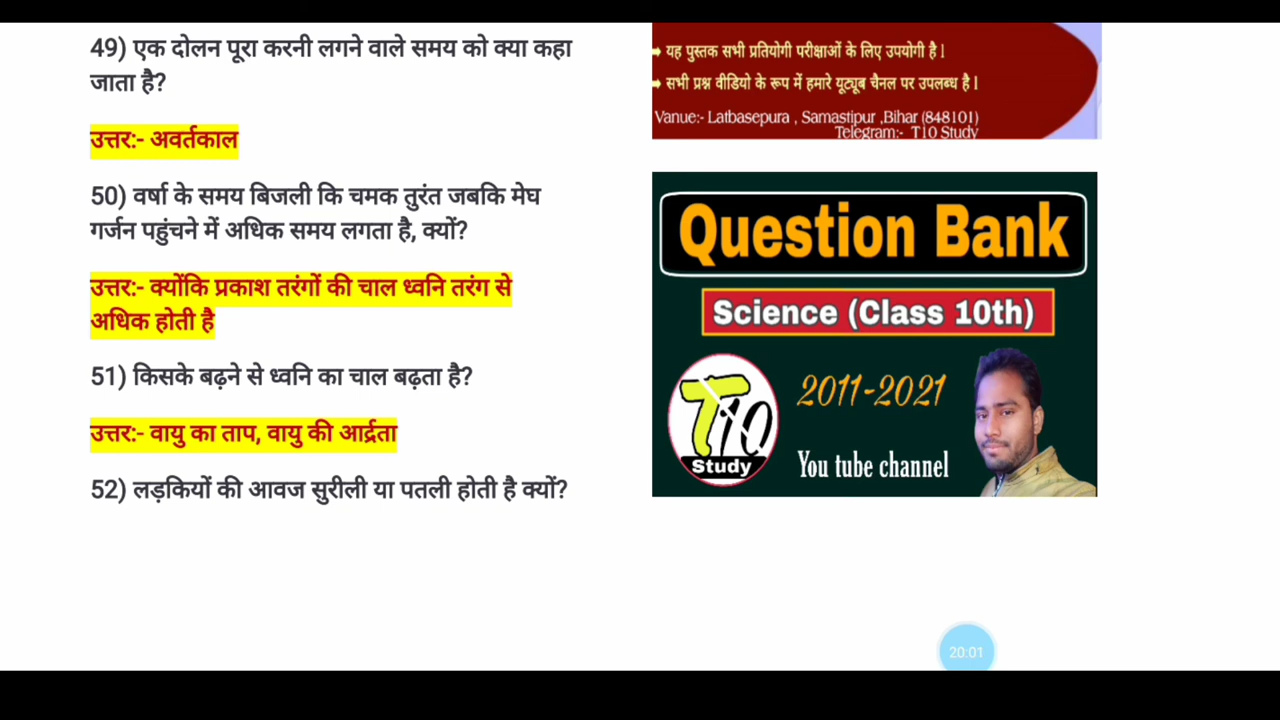 49) एक दोलन पूरा करनी लगने वाले समय को क्या कहा
जाता है?
उत्तर:- अवर्तकाल
50) वर्षा के समय बिजली कि चमक तुरंत जबकि मेघ
गर्जन पहुंचने में अधिक समय लगता है, क्यों?
उत्तर:- क्योंकि प्रकाश तरंगों की चाल ध्वनि तरंग से
अधिक होती है
51) किसके बढ़ने से ध्वनि का चाल बढ़ता है?
उत्तर:- वायु का ताप, वायु की आर्द्रता
52) लड़कियों की आवज सुरीली या पतली होती है क्यों?
➡ यह पुस्तक सभी प्रतियोगी परीक्षाओं के लिए उपयोगी है।
➡ सभी प्रश्न वीडियो के रूप में हमारे यूट्यूब चैनल पर उपलब्ध है।
Vanue:- Latbasepura , Samastipur ,Bihar (848101)
Telegram:- T10 Study
Question Bank
Science (Class 10th)
2011-2021
T10
Study
You tube channel
20:01